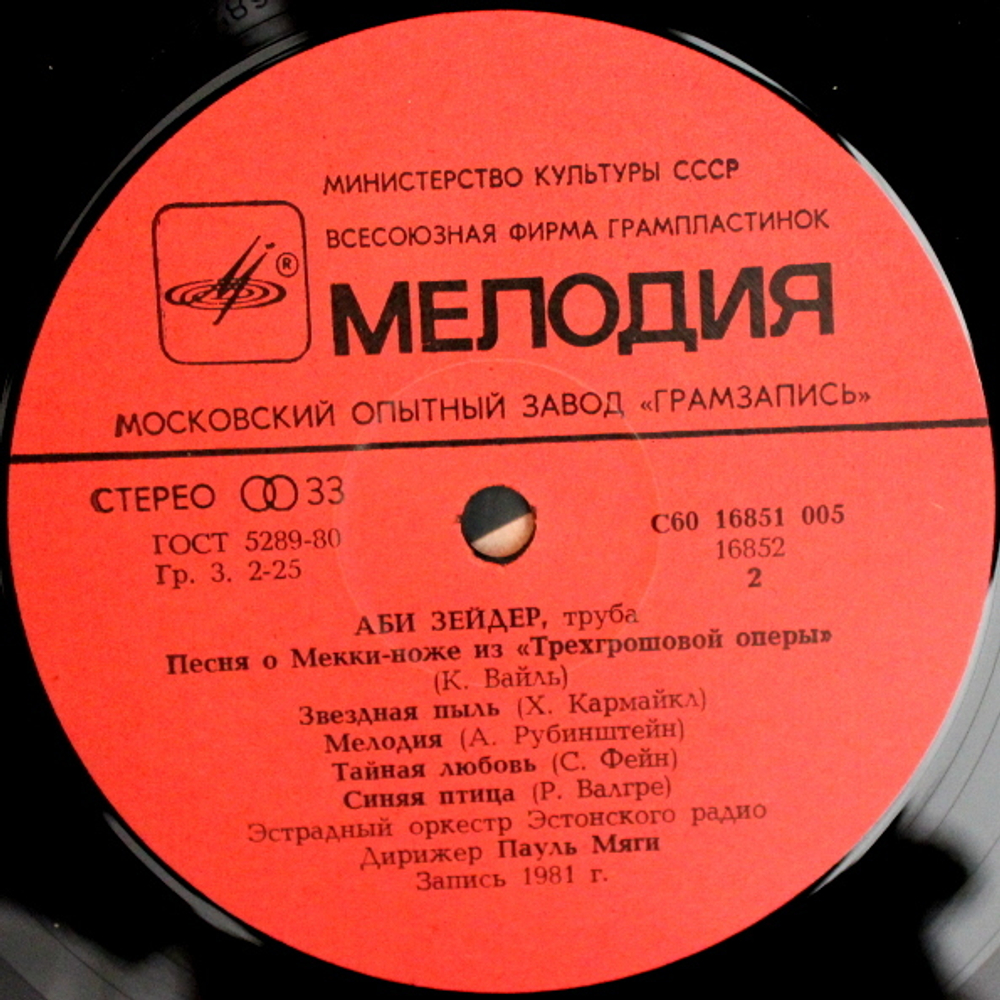 МИНИСТЕРСТВО КУЛЬТУРЫ СССР
ВСЕСОЮЗНАЯ ФИРМА ГРАМПЛАСТИНОК
®
МЕЛОДИЯ
МОСКОВСКИЙ ОПЫТНЫЙ ЗАВОД «ГРАМЗАПИСЬ»
СТЕРЕО 33
ГОСТ 5289-80
Гр. 3. 2-25
С60 16851 005
16852
2
АБИ ЗЕЙДЕР, труба
Песня о Мекки-ноже из «Трехгрошовой оперы»
(К. Вайль)
Звездная пыль (Х. Кармайкл)
Мелодия (А. Рубинштейн)
Тайная любовь (С. Фейн)
Синяя птица (Р. Валгре)
Эстрадный оркестр Эстонского радио
Дирижер Пауль Мяги
Запись 1981 г.